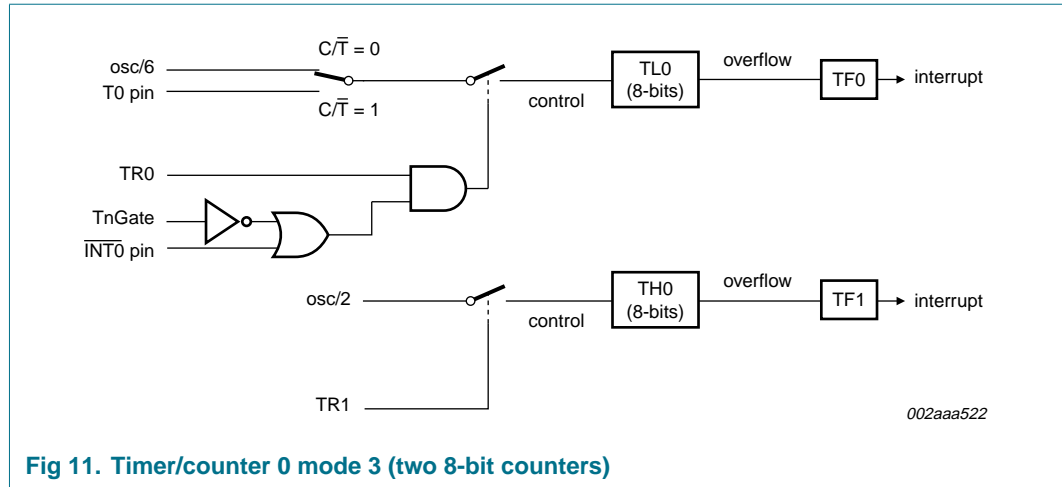 C/T̅ = 0
osc/6
T0 pin
C/T̅ = 1
control
TL0
(8-bits)
overflow
TF0
interrupt
TR0
TnGate
I̅N̅T̅0̅ pin
osc/2
control
TH0
(8-bits)
overflow
TF1
interrupt
TR1
002aaa522
Fig 11. Timer/counter 0 mode 3 (two 8-bit counters)